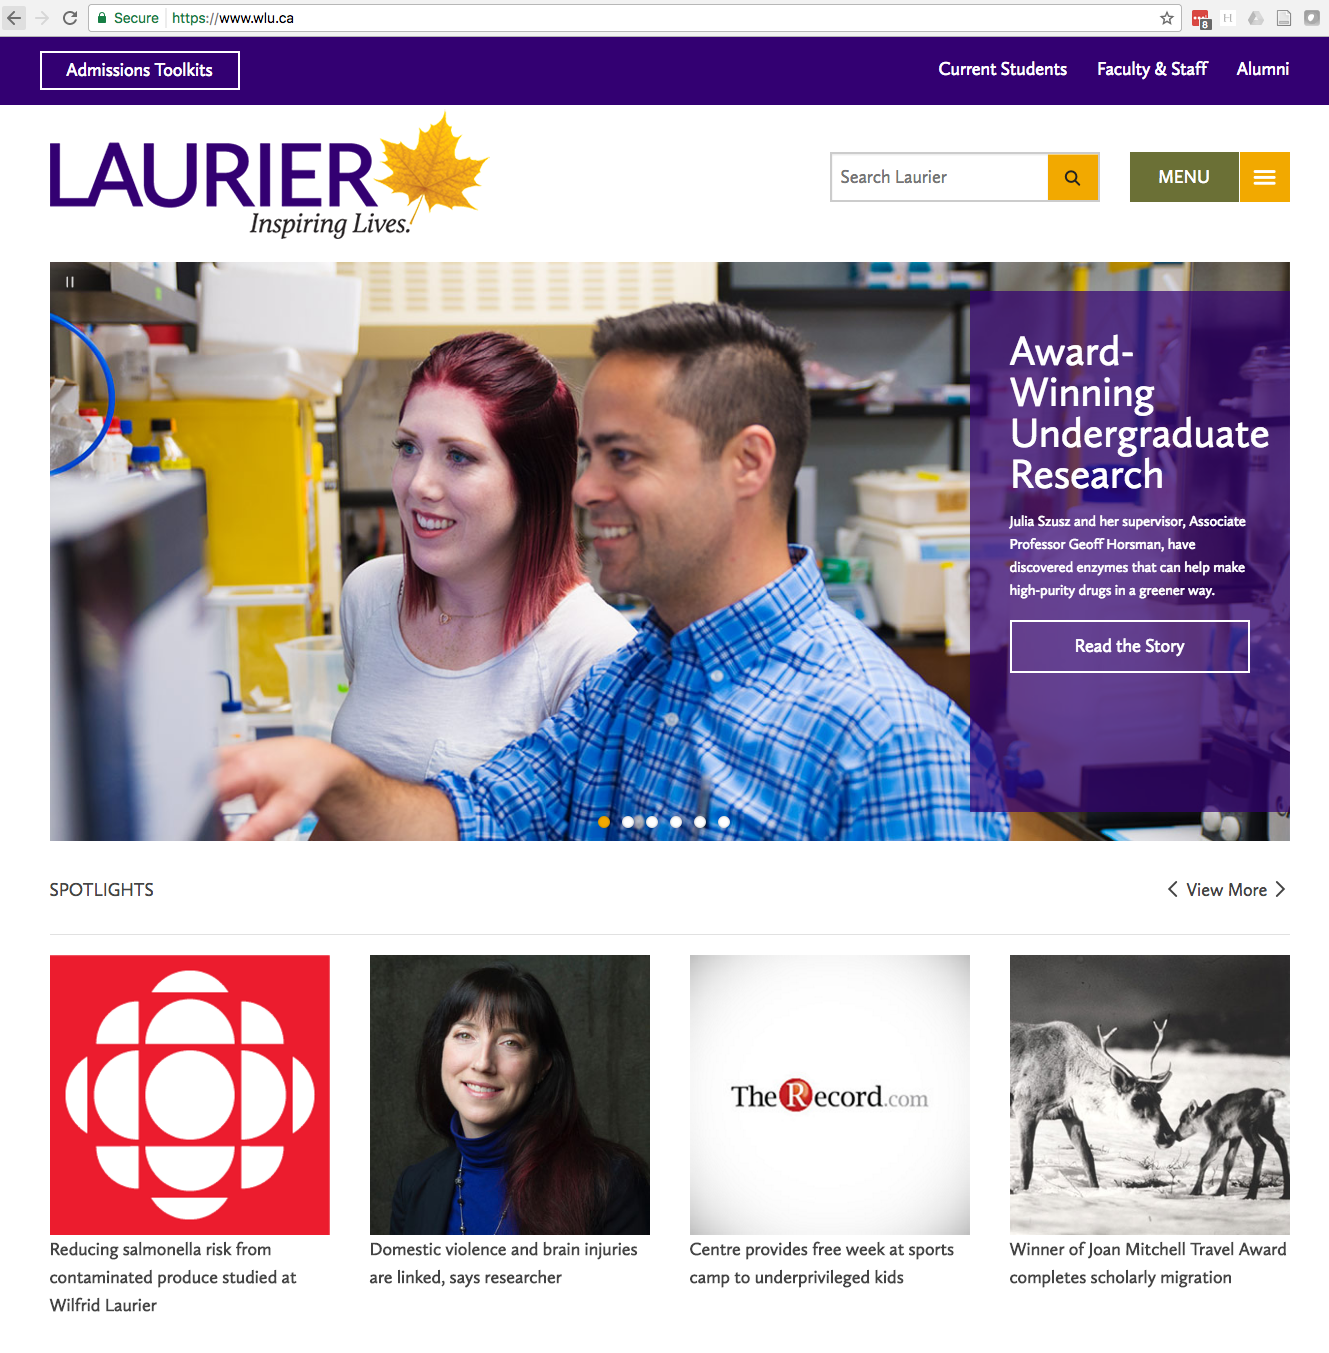 Secure https://www.wlu.ca
8
H
Admissions Toolkits
Current Students Faculty & Staff Alumni
LAURIER
Inspiring Lives.
Search Laurier
MENU
Award-
Winning
Undergraduate
Research
Julia Szusz and her supervisor, Associate
Professor Geoff Horsman, have
discovered enzymes that can help make
high-purity drugs in a greener way.
Read the Story
SPOTLIGHTS
View More
TheRecord.com
Reducing salmonella risk from
contaminated produce studied at
Wilfrid Laurier
Domestic violence and brain injuries
are linked, says researcher
Centre provides free week at sports
camp to underprivileged kids
Winner of Joan Mitchell Travel Award
completes scholarly migration